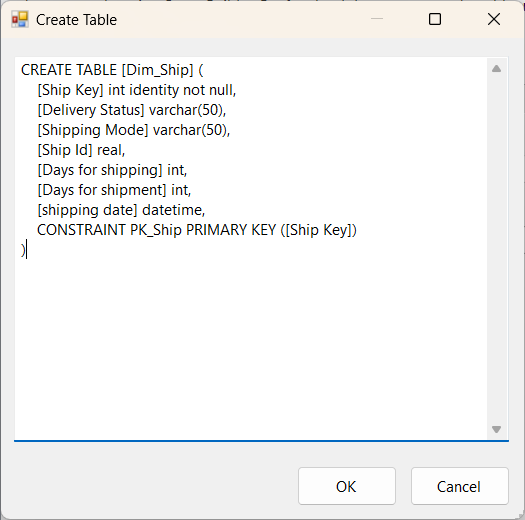 Create Table
CREATE TABLE [Dim_Ship] (
[Ship Key] int identity not null,
[Delivery Status] varchar(50),
[Shipping Mode] varchar(50),
[Ship Id] real,
[Days for shipping] int,
[Days for shipment] int,
[shipping date] datetime,
CONSTRAINT PK_Ship PRIMARY KEY ([Ship Key])
)
OK
Cancel